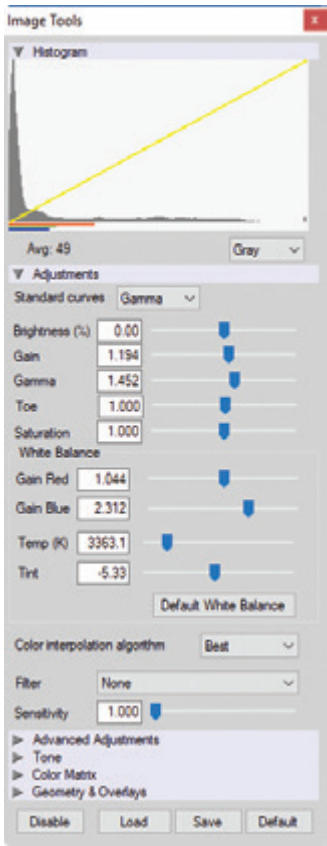 Image Tools
Histogram
Avg: 49 Gray
Adjustments
Standard curves Gamma
Brightness (%) 0.00
Gain 1.194
Gamma 1.452
Toe 1.000
Saturation 1.000
White Balance
Gain Red 1.044
Gain Blue 2.312
Temp (K) 3363.1
Tint -5.33
Default White Balance
Color interpolation algorithm Best
Filter None
Sensitivity 1.000
Advanced Adjustments
Tone
Color Matrix
Geometry & Overlays
Disable Load Save Default